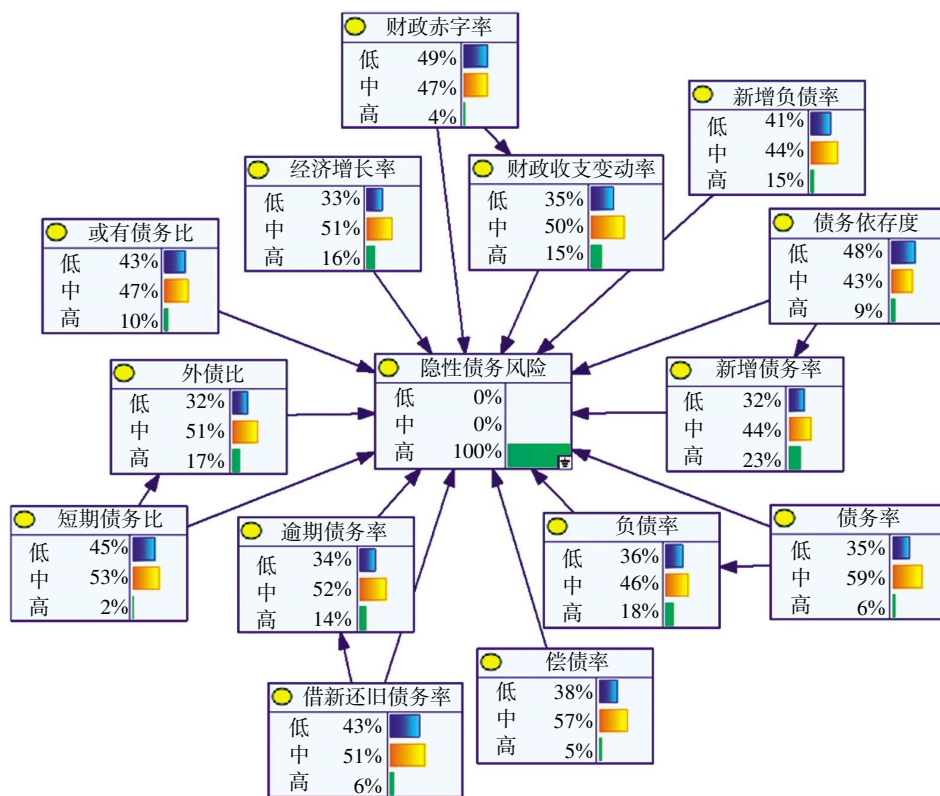 财政赤字率
低 49%
中 47%
高 4%
新增负债率
低 41%
中 44%
高 15%
经济增长率
低 33%
中 51%
高 16%
财政收支变动率
低 35%
中 50%
高 15%
或有债务比
低 43%
中 47%
高 10%
债务依存度
低 48%
中 43%
高 9%
外债比
低 32%
中 51%
高 17%
隐性债务风险
低 0%
中 0%
高 100%
新增债务率
低 32%
中 44%
高 23%
短期债务比
低 45%
中 53%
高 2%
逾期债务率
低 34%
中 52%
高 14%
负债率
低 36%
中 46%
高 18%
债务率
低 35%
中 59%
高 6%
借新还旧债务率
低 43%
中 51%
高 6%
偿债率
低 38%
中 57%
高 5%